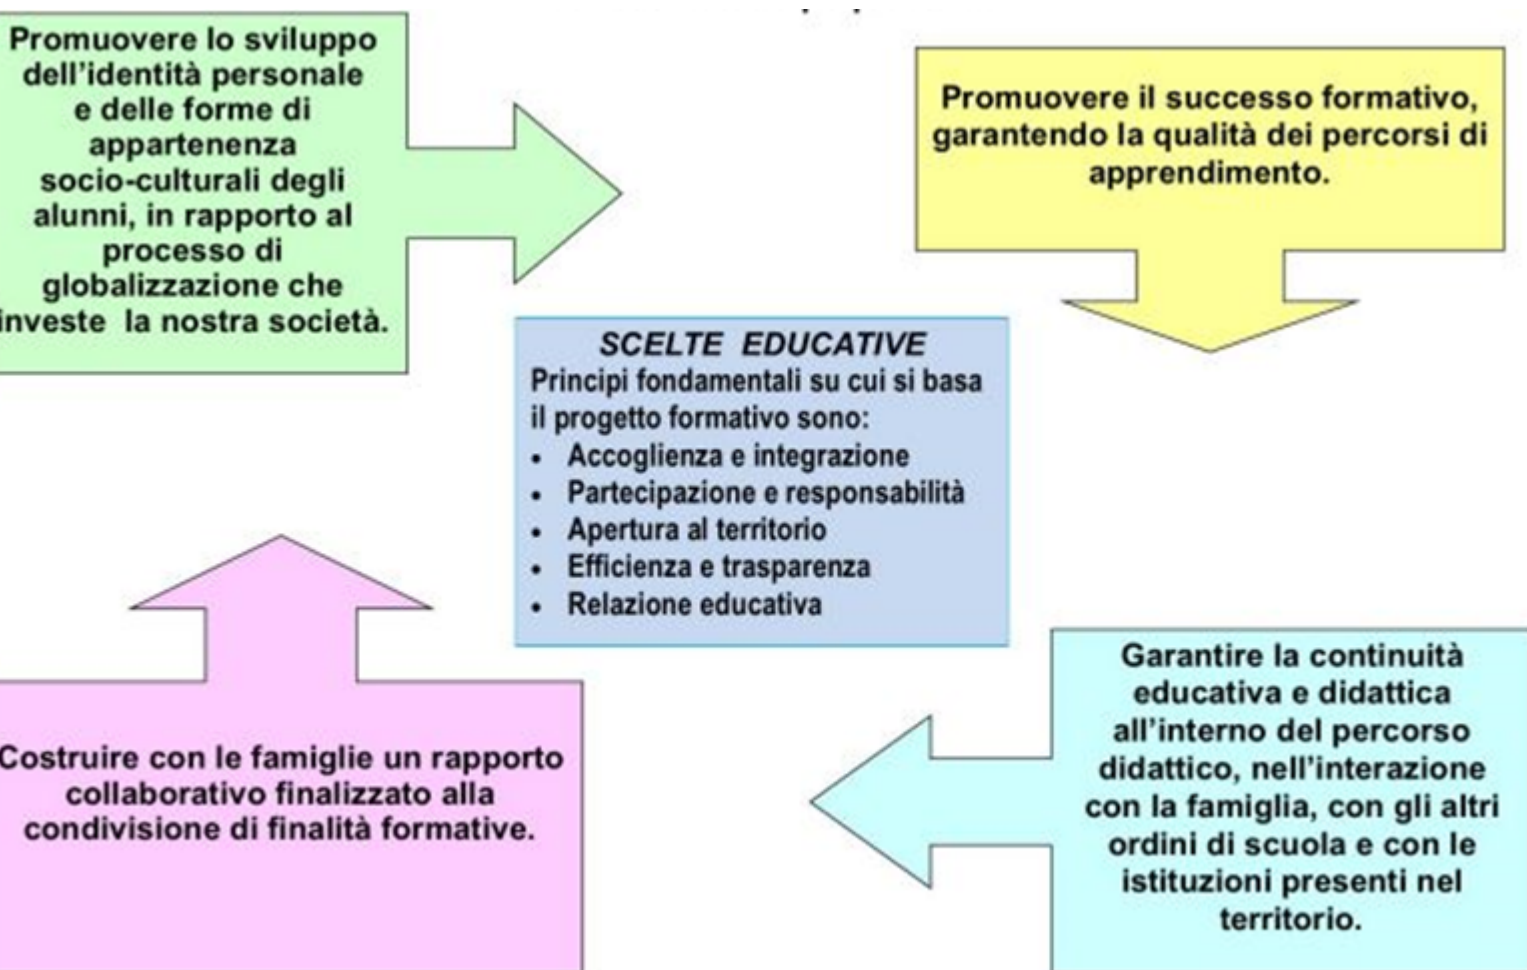 Promuovere lo sviluppo
dell'identità personale
e delle forme di
appartenenza
socio-culturali degli
alunni, in rapporto al
processo di
globalizzazione che
investe la nostra società.
Promuovere il successo formativo,
garantendo la qualità dei percorsi di
apprendimento.
SCELTE EDUCATIVE
Principi fondamentali su cui si basa
il progetto formativo sono:
• Accoglienza e integrazione
• Partecipazione e responsabilità
• Apertura al territorio
• Efficienza e trasparenza
• Relazione educativa
Costruire con le famiglie un rapporto
collaborativo finalizzato alla
condivisione di finalità formative.
Garantire la continuità
educativa e didattica
all'interno del percorso
didattico, nell'interazione
con la famiglia, con gli altri
ordini di scuola e con le
istituzioni presenti nel
territorio.